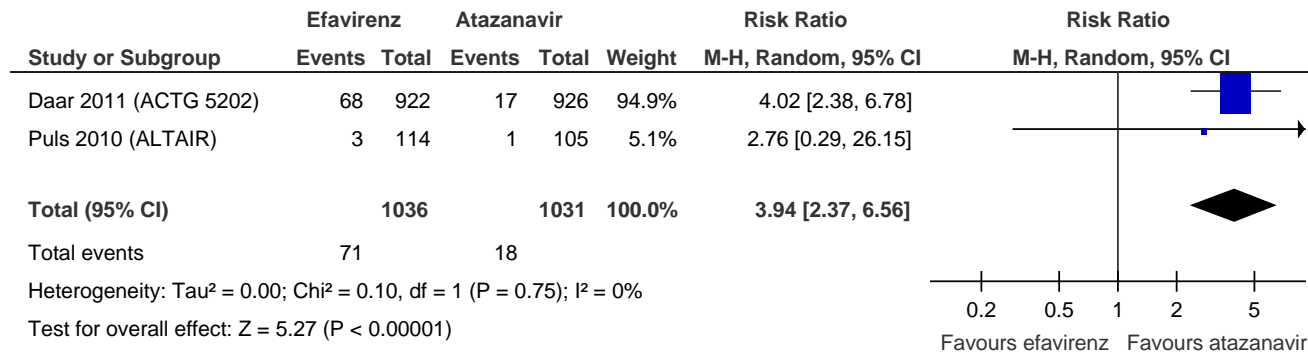 Efavirenz Atazanavir Risk Ratio Risk Ratio
Study or Subgroup Events Total Events Total Weight M-H, Random, 95% CI M-H, Random, 95% CI
Daar 2011 (ACTG 5202) 68 922 17 926 94.9% 4.02 [2.38, 6.78]
Puls 2010 (ALTAIR) 3 114 1 105 5.1% 2.76 [0.29, 26.15]
Total (95% CI) 1036 1031 100.0% 3.94 [2.37, 6.56]
Total events 71 18
Heterogeneity: Tau² = 0.00; Chi² = 0.10, df = 1 (P = 0.75); I² = 0%
Test for overall effect: Z = 5.27 (P < 0.00001)
0.2 0.5 1 2 5
Favours efavirenz Favours atazanavir